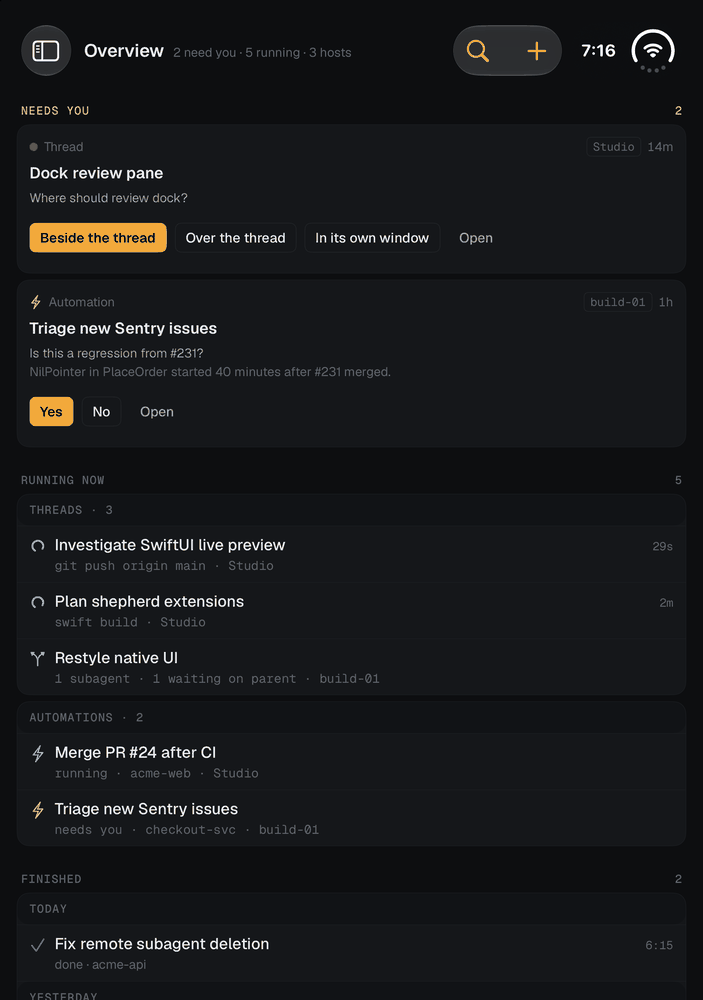 Overview 2 need you · 5 running · 3 hosts 7:16
NEEDS YOU 2
Thread Studio 14m
Dock review pane
Where should review dock?
Beside the thread Over the thread In its own window Open
Automation build-01 1h
Triage new Sentry issues
Is this a regression from #231?
NilPointer in PlaceOrder started 40 minutes after #231 merged.
Yes No Open
RUNNING NOW 5
THREADS · 3
Investigate SwiftUI live preview 29s
git push origin main · Studio
Plan shepherd extensions 2m
swift build · Studio
Restyle native UI
1 subagent · 1 waiting on parent · build-01
AUTOMATIONS · 2
Merge PR #24 after CI
running · acme-web · Studio
Triage new Sentry issues
needs you · checkout-svc · build-01
FINISHED 2
TODAY
Fix remote subagent deletion 6:15
done · acme-api
YESTERDAY